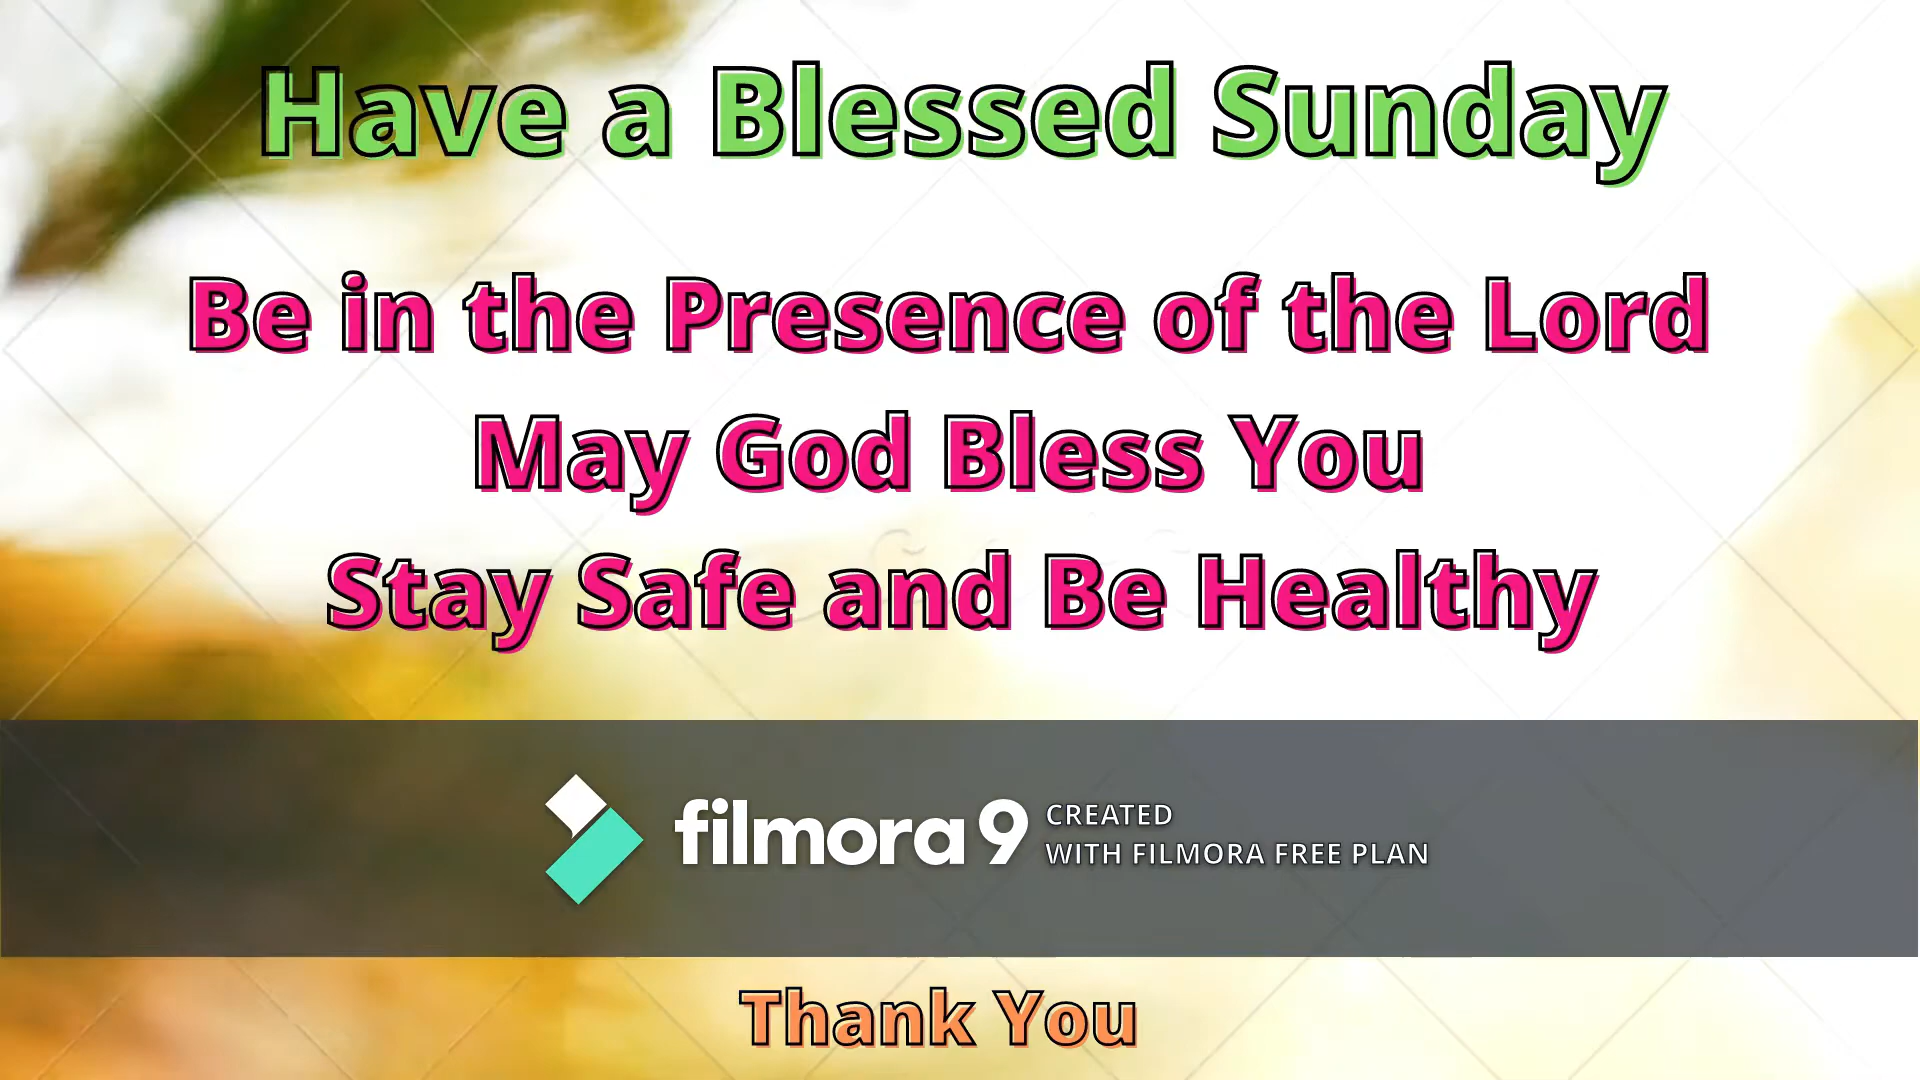 Have a Blessed Sunday
Be in the Presence of the Lord
May God Bless You
Stay Safe and Be Healthy
filmora9 CREATED
WITH FILMORA FREE PLAN
Thank You